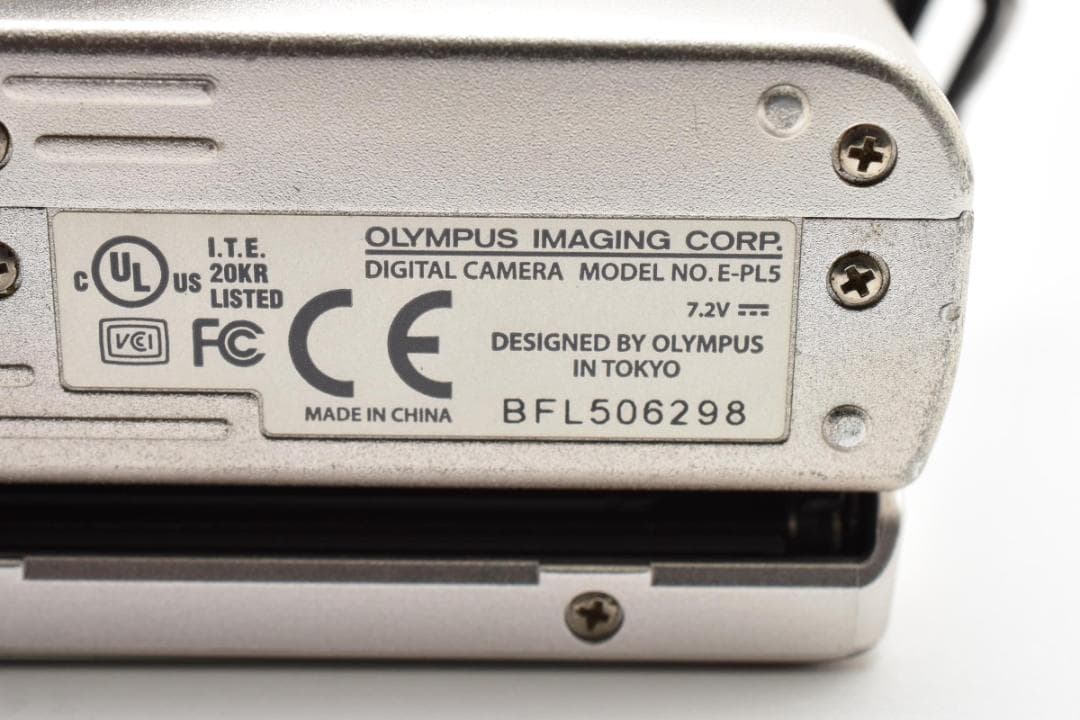 OLYMPUS IMAGING CORP.
DIGITAL CAMERA MODEL NO. E-PL5
7.2V ⎓
DESIGNED BY OLYMPUS
IN TOKYO
BFL506298
C UL US
I.T.E.
20KR
LISTED
VCI
FC CE
MADE IN CHINA